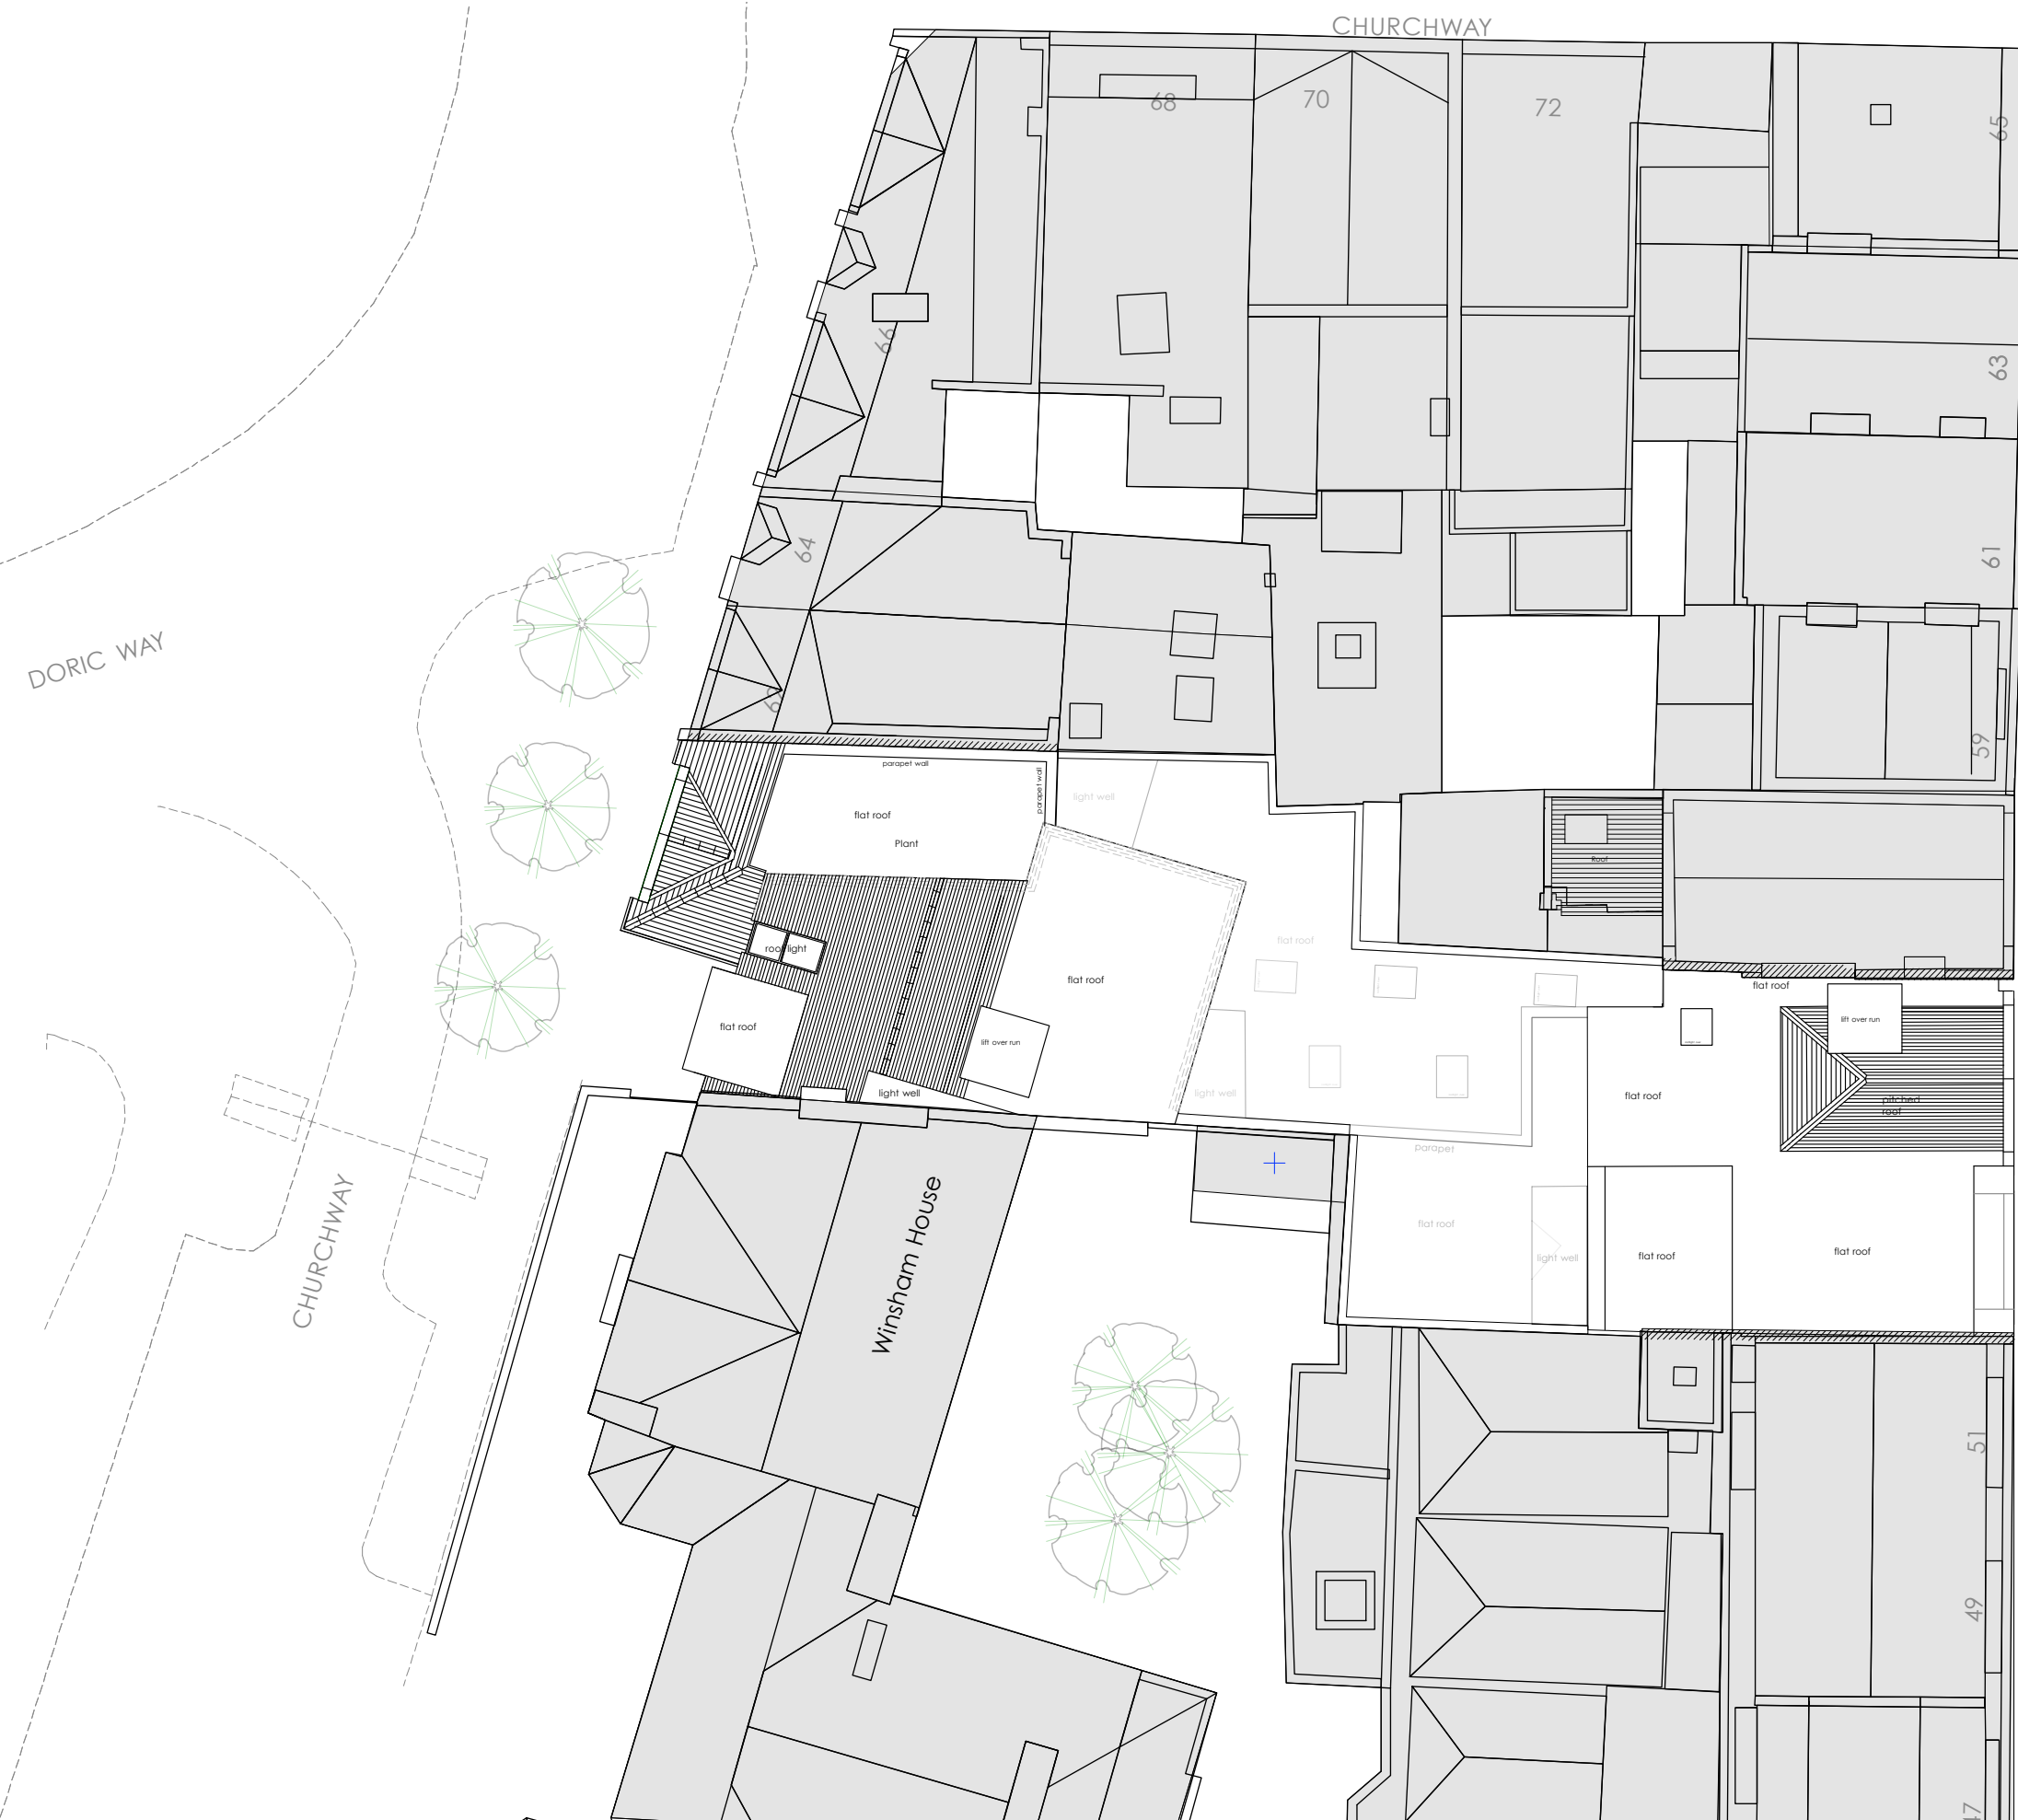 CHURCHWAY
68
70
72
65
66
63
64
61
59
DORIC WAY
parapet wall
parapet wall
light well
flat roof
Plant
Roof
roof light
flat roof
flat roof
flat roof
flat roof
lift over run
lift over run
flat roof
light well
light well
flat roof
pitched
roof
parapet
flat roof
light well
flat roof
flat roof
CHURCHWAY
Winsham House
51
49
47